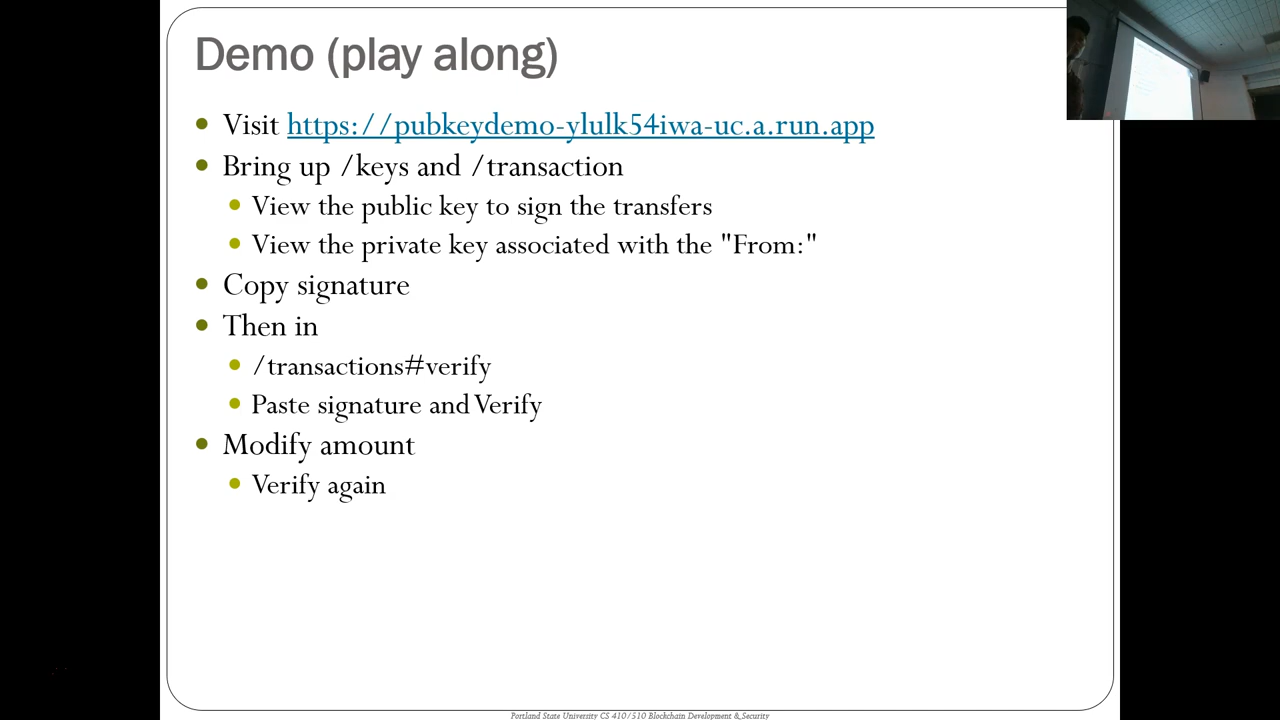 Demo (play along)
Visit https://pubkeydemo-ylulk54iwa-uc.a.run.app
Bring up /keys and /transaction
View the public key to sign the transfers
View the private key associated with the "From:"
Copy signature
Then in
/transactions#verify
Paste signature and Verify
Modify amount
Verify again
Portland State University CS 410/510 Blockchain Development & Security